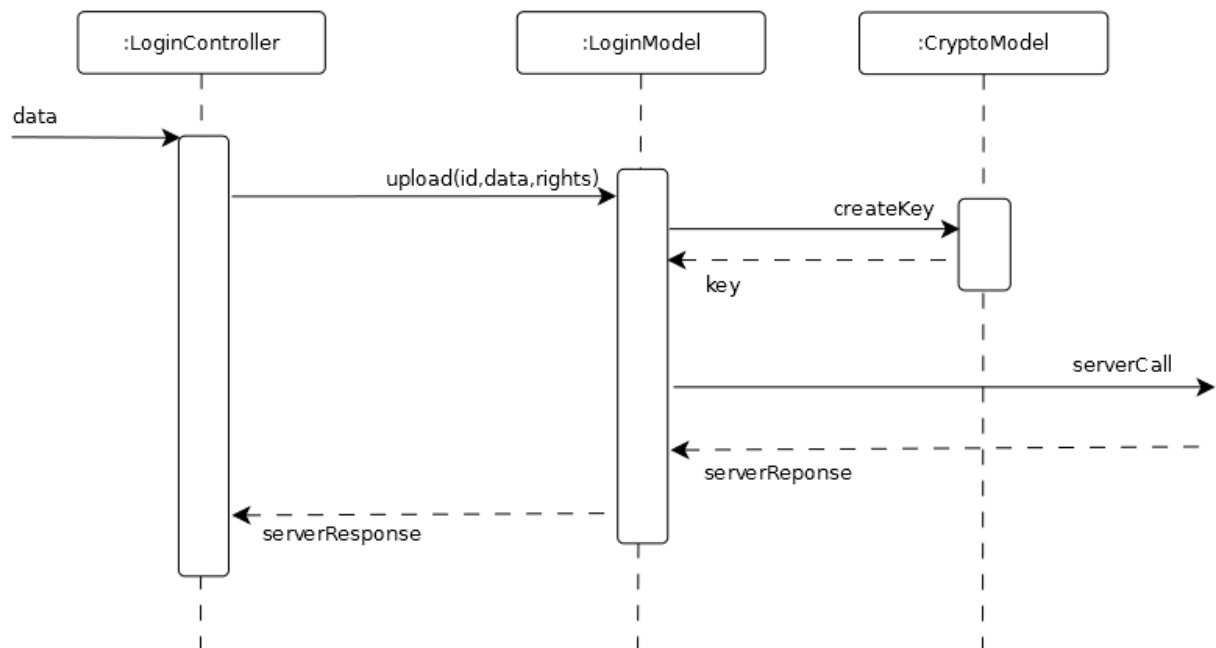 :LoginController
:LoginModel
:CryptoModel
data
upload(id,data,rights)
createKey
key
serverCall
serverReponse
serverResponse